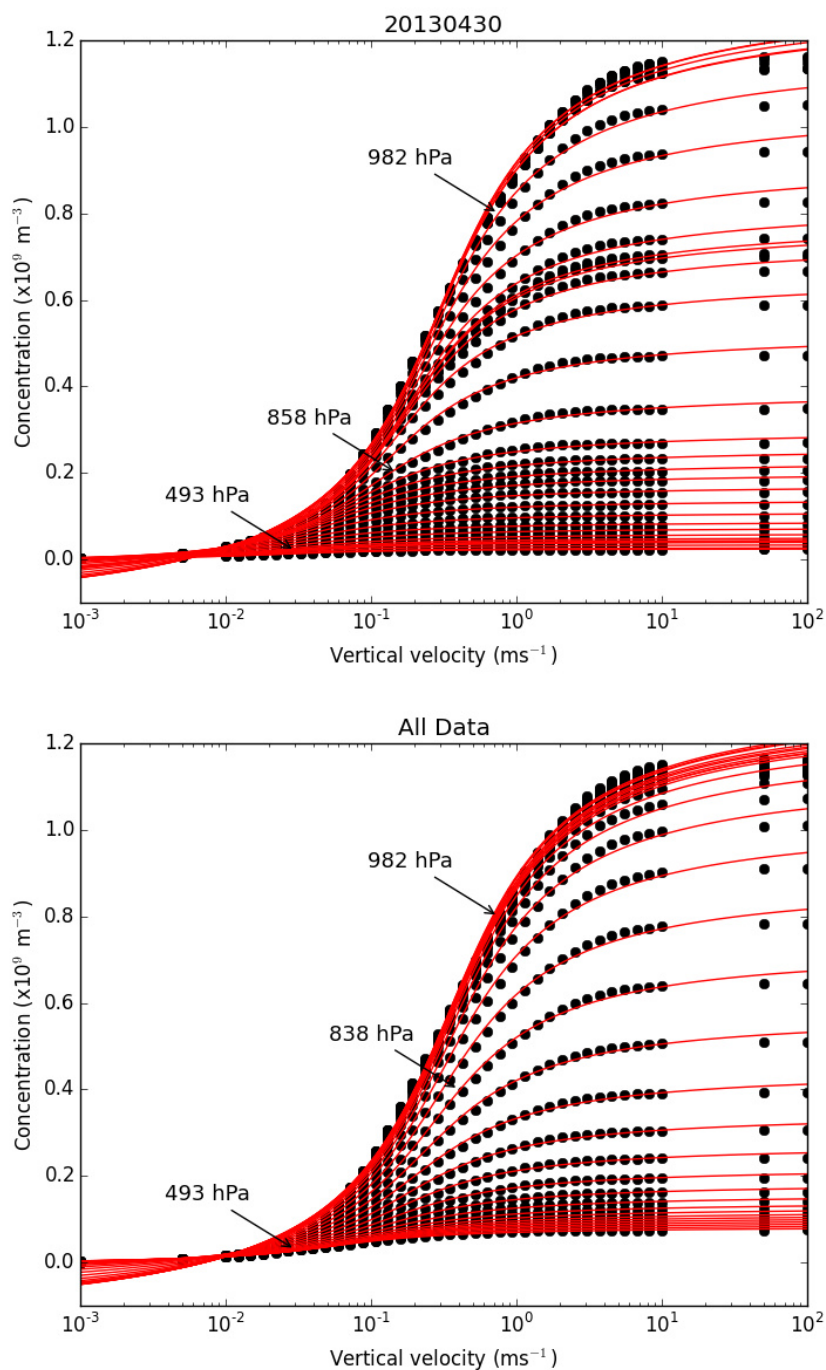 20130430
1.2
1.0
0.8
0.6
0.4
0.2
0.0
Concentration (x10⁹ m⁻³)
982 hPa
858 hPa
493 hPa
10⁻³ 10⁻² 10⁻¹ 10⁰ 10¹ 10²
Vertical velocity (ms⁻¹)
All Data
1.2
1.0
0.8
0.6
0.4
0.2
0.0
Concentration (x10⁹ m⁻³)
982 hPa
838 hPa
493 hPa
10⁻³ 10⁻² 10⁻¹ 10⁰ 10¹ 10²
Vertical velocity (ms⁻¹)